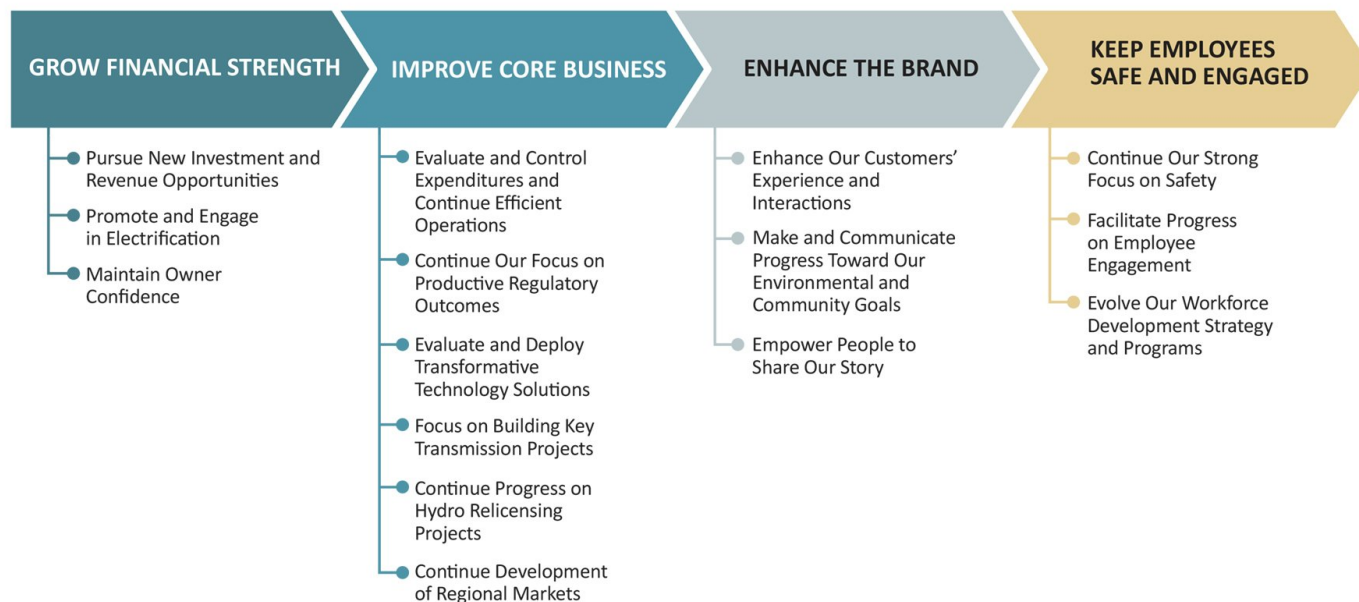 GROW FINANCIAL STRENGTH
Pursue New Investment and
Revenue Opportunities
Promote and Engage
in Electrification
Maintain Owner
Confidence
IMPROVE CORE BUSINESS
Evaluate and Control
Expenditures and
Continue Efficient
Operations
Continue Our Focus on
Productive Regulatory
Outcomes
Evaluate and Deploy
Transformative
Technology Solutions
Focus on Building Key
Transmission Projects
Continue Progress on
Hydro Relicensing
Projects
Continue Development
of Regional Markets
ENHANCE THE BRAND
Enhance Our Customers’
Experience and
Interactions
Make and Communicate
Progress Toward Our
Environmental and
Community Goals
Empower People to
Share Our Story
KEEP EMPLOYEES
SAFE AND ENGAGED
Continue Our Strong
Focus on Safety
Facilitate Progress
on Employee
Engagement
Evolve Our Workforce
Development Strategy
and Programs